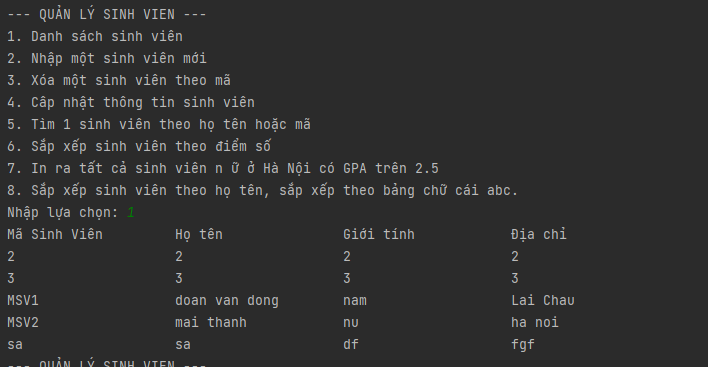 --- QUẢN LÝ SINH VIEN ---
1. Danh sách sinh viên
2. Nhập một sinh viên mới
3. Xóa một sinh viên theo mã
4. Câp nhật thông tin sinh viên
5. Tìm 1 sinh viên theo họ tên hoặc mã
6. Sắp xếp sinh viên theo điểm số
7. In ra tất cả sinh viên n ữ ở Hà Nội có GPA trên 2.5
8. Sắp xếp sinh viên theo họ tên, sắp xếp theo bảng chữ cái abc.
Nhập lựa chọn: 1
Mã Sinh Viên Họ tên Giới tính Địa chỉ
2 2 2 2
3 3 3 3
MSV1 doan van dong nam Lai Chau
MSV2 mai thanh nu ha noi
sa sa df fgf
--- QUẢN LÝ SINH VIEN ---